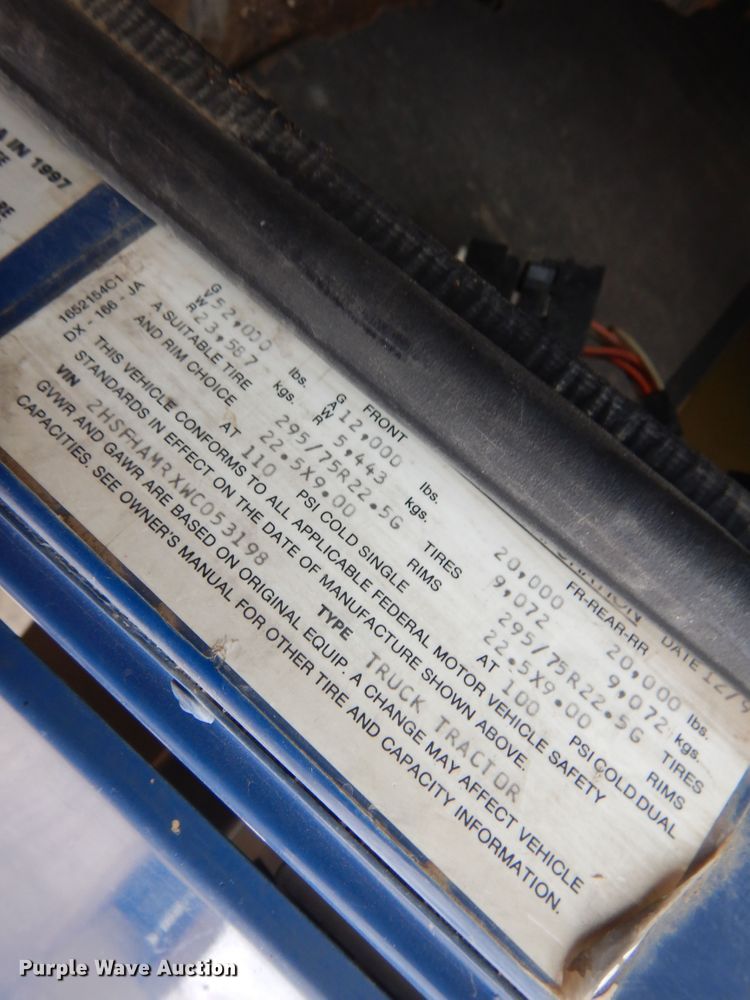 A IN 1997
DATE 12/9
G FRONT FR-REAR-RR
V 52,000 lbs. A 12,000 lbs. 20,000 20,000 lbs.
R 23,587 kgs. W R 5,443 kgs. 9,072 9,072 kgs.
1652154C1 A SUITABLE TIRE 295/75R22.5G TIRES 295/75R22.5G TIRES
DX - 166 - JA AND RIM CHOICE 22.5X9.00 RIMS 22.5X9.00 RIMS
AT 110 PSI COLD SINGLE AT 100 PSI COLD DUAL
THIS VEHICLE CONFORMS TO ALL APPLICABLE FEDERAL MOTOR VEHICLE SAFETY
STANDARDS IN EFFECT ON THE DATE OF MANUFACTURE SHOWN ABOVE.
VIN 2HSFHAMRXWC053198 TYPE TRUCK TRACTOR
GVWR AND GAWR ARE BASED ON ORIGINAL EQUIP. A CHANGE MAY AFFECT VEHICLE
CAPACITIES. SEE OWNER'S MANUAL FOR OTHER TIRE AND CAPACITY INFORMATION.
Purple Wave Auction